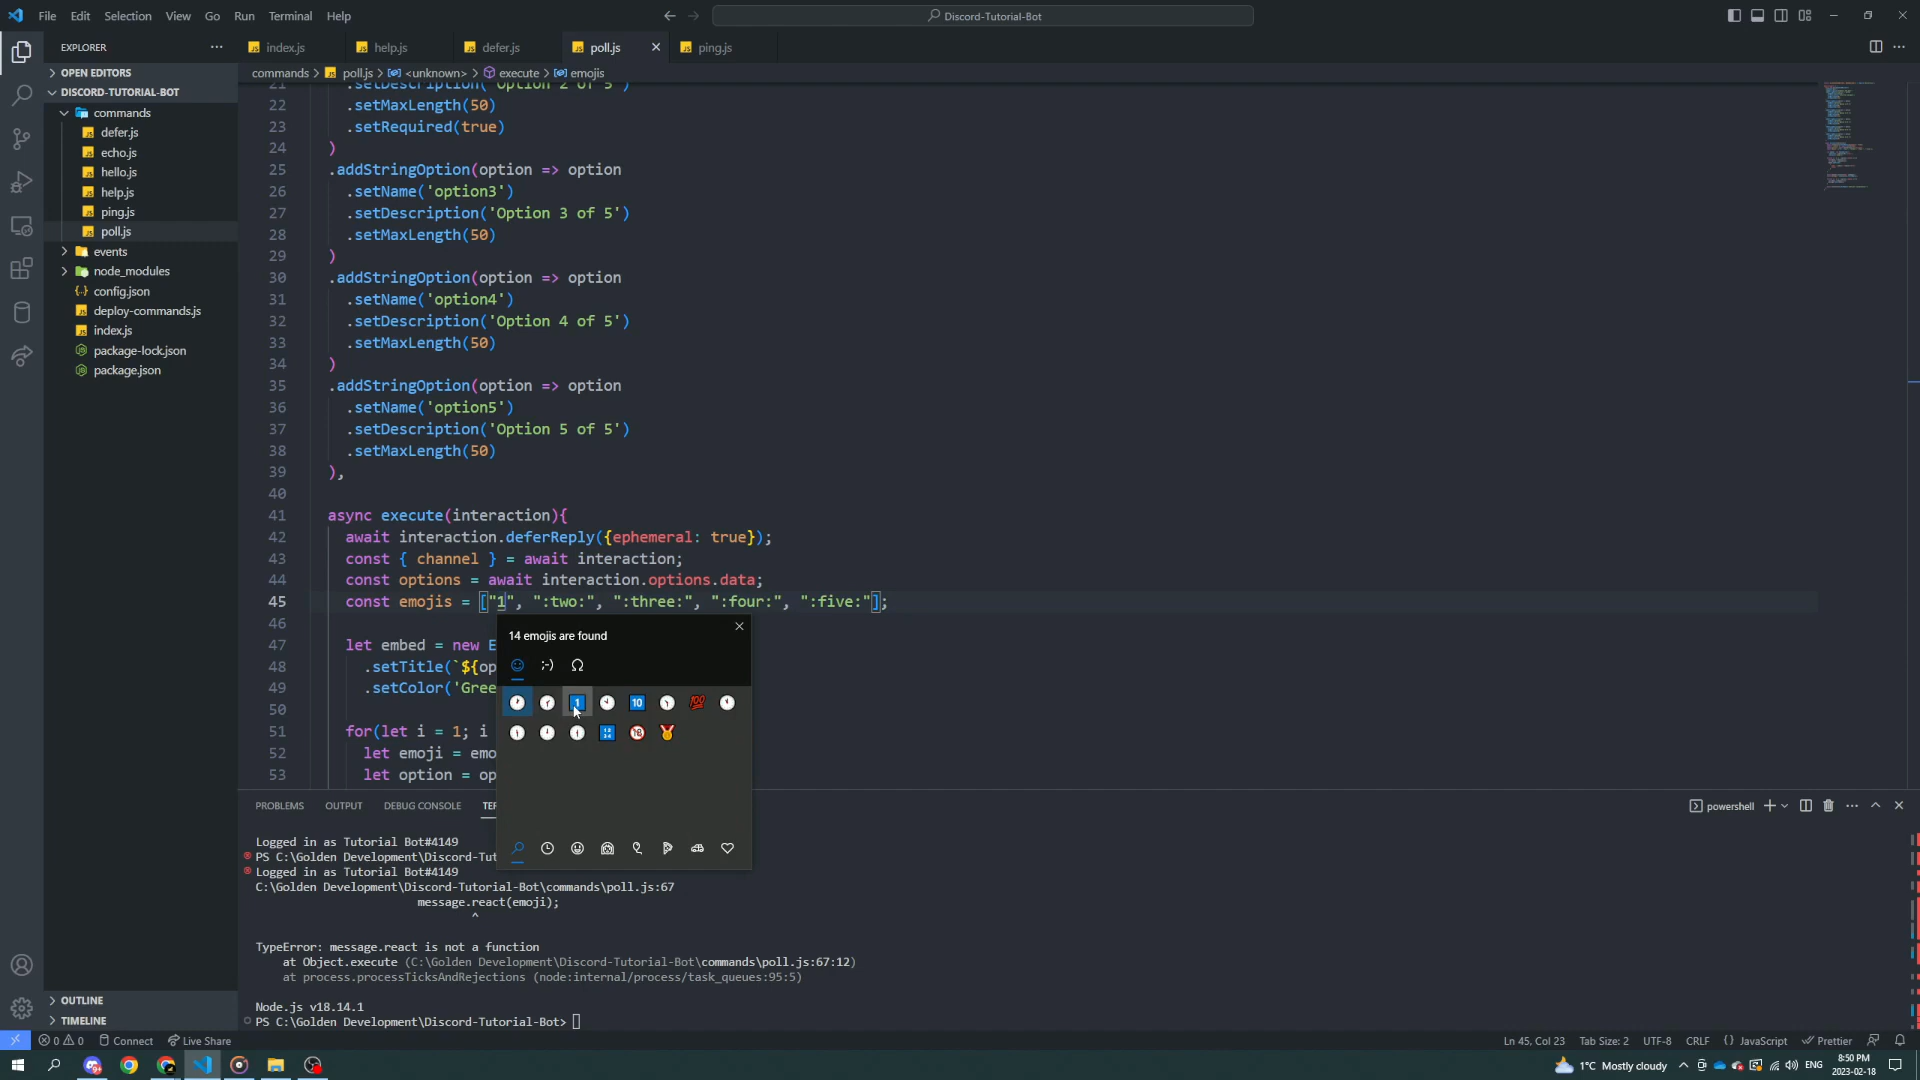 File Edit Selection View Go Run Terminal Help
Discord-Tutorial-Bot
EXPLORER
index.js
help.js
defer.js
poll.js
ping.js
OPEN EDITORS
commands > poll.js > <unknown> > execute > emojis
DISCORD-TUTORIAL-BOT
commands
defer.js
echo.js
hello.js
help.js
ping.js
poll.js
events
node_modules
config.json
deploy-commands.js
index.js
package-lock.json
package.json
21 .setDescription('Option 2 of 5')
22 .setMaxLength(50)
23 .setRequired(true)
24 )
25 .addStringOption(option => option
26 .setName('option3')
27 .setDescription('Option 3 of 5')
28 .setMaxLength(50)
29 )
30 .addStringOption(option => option
31 .setName('option4')
32 .setDescription('Option 4 of 5')
33 .setMaxLength(50)
34 )
35 .addStringOption(option => option
36 .setName('option5')
37 .setDescription('Option 5 of 5')
38 .setMaxLength(50)
39 ),
40
41 async execute(interaction){
42 await interaction.deferReply({ephemeral: true});
43 const { channel } = await interaction;
44 const options = await interaction.options.data;
45 const emojis = ["1", ":two:", ":three:", ":four:", ":five:"];
46
47 let embed = new E
48 .setTitle(`${op
49 .setColor('Gree
50
51 for(let i = 1; i
52 let emoji = emo
53 let option = op
14 emojis are found
;-) Ω
1 10 100
18
PROBLEMS OUTPUT DEBUG CONSOLE TER
powershell
Logged in as Tutorial Bot#4149
PS C:\Golden Development\Discord-Tut
Logged in as Tutorial Bot#4149
C:\Golden Development\Discord-Tutorial-Bot\commands\poll.js:67
message.react(emoji);
^
TypeError: message.react is not a function
at Object.execute (C:\Golden Development\Discord-Tutorial-Bot\commands\poll.js:67:12)
at process.processTicksAndRejections (node:internal/process/task_queues:95:5)
Node.js v18.14.1
PS C:\Golden Development\Discord-Tutorial-Bot>
OUTLINE
TIMELINE
0 0 Connect Live Share
Ln 45, Col 23 Tab Size: 2 UTF-8 CRLF {} JavaScript Prettier
1°C Mostly cloudy
ENG
8:50 PM
2023-02-18